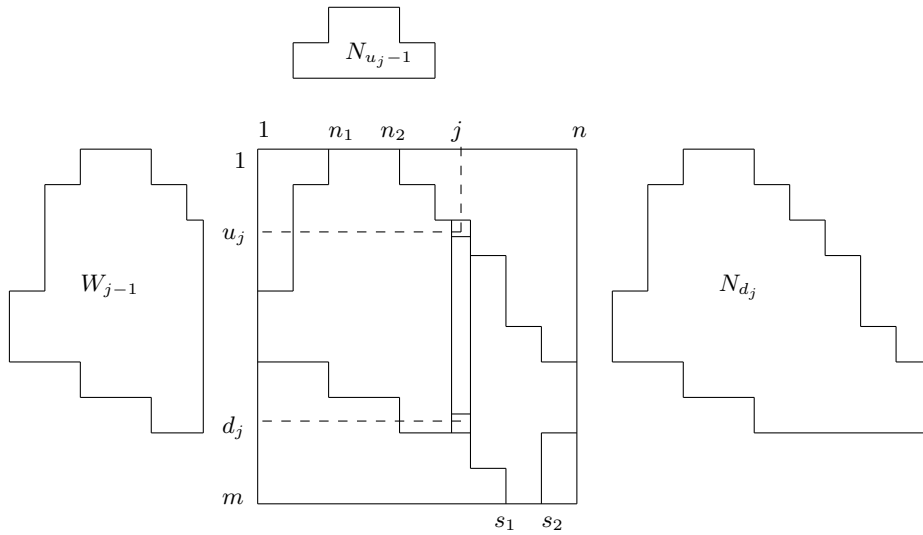 N_{u_j-1}
1 n_1 n_2 j n
1
u_j
W_{j-1} N_{d_j}
d_j
m
s_1 s_2